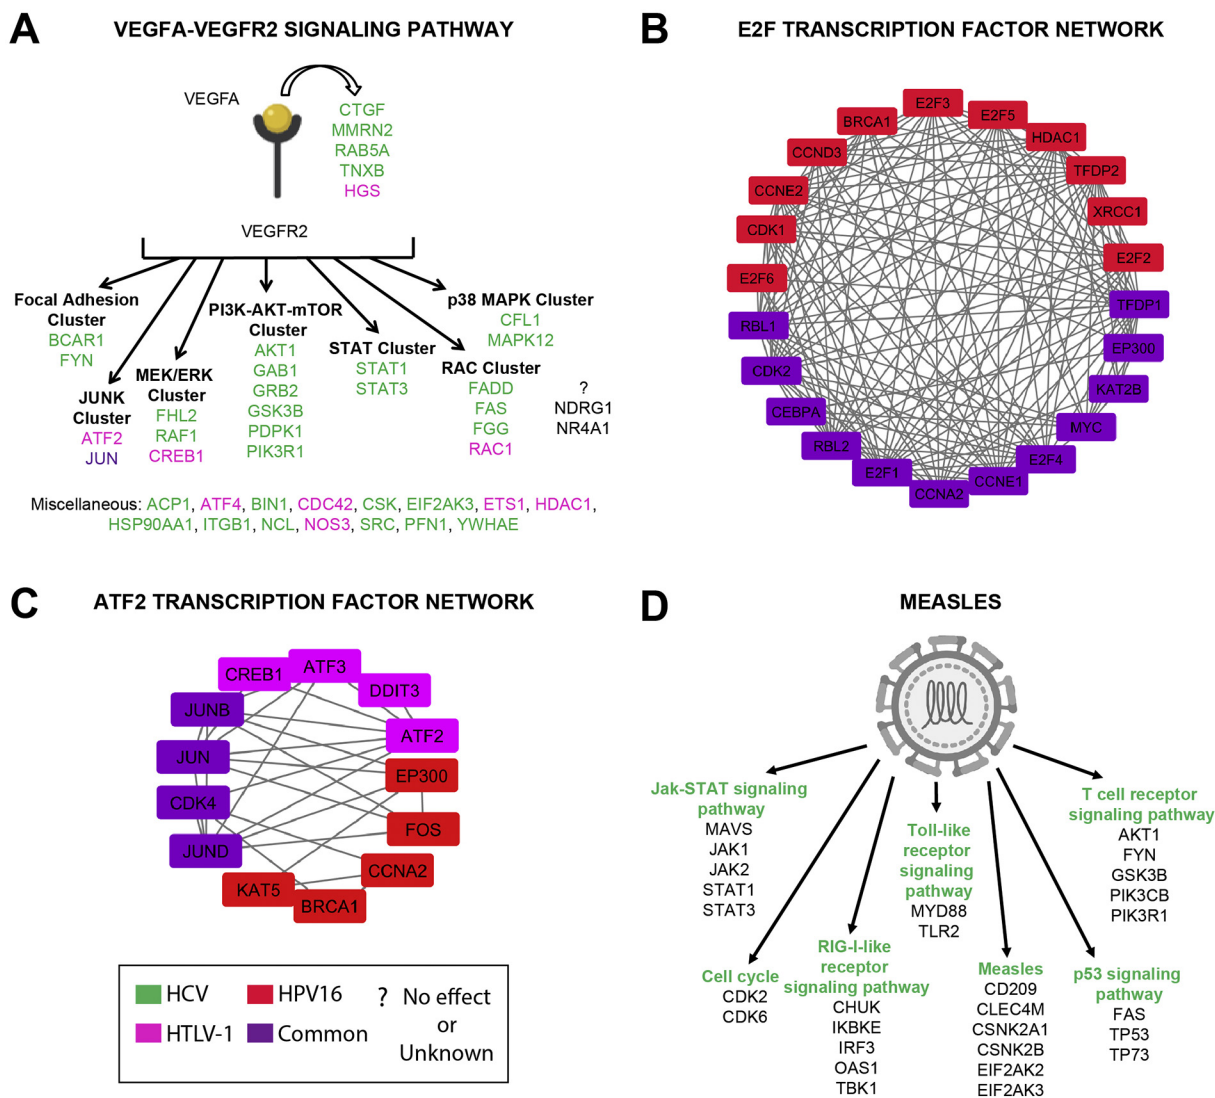 A
VEGFA-VEGFR2 SIGNALING PATHWAY
VEGFA
CTGF
MMRN2
RAB5A
TNXB
HGS
VEGFR2
Focal Adhesion
Cluster
BCAR1
FYN
JUNK
Cluster
ATF2
JUN
MEK/ERK
Cluster
FHL2
RAF1
CREB1
PI3K-AKT-mTOR
Cluster
AKT1
GAB1
GRB2
GSK3B
PDPK1
PIK3R1
STAT Cluster
STAT1
STAT3
p38 MAPK Cluster
CFL1
MAPK12
RAC Cluster
FADD
FAS
FGG
RAC1
?
NDRG1
NR4A1
Miscellaneous: ACP1, ATF4, BIN1, CDC42, CSK, EIF2AK3, ETS1, HDAC1,
HSP90AA1, ITGB1, NCL, NOS3, SRC, PFN1, YWHAE
B
E2F TRANSCRIPTION FACTOR NETWORK
E2F3
E2F5
HDAC1
TFDP2
XRCC1
E2F2
TFDP1
EP300
KAT2B
MYC
E2F4
CCNE1
CCNA2
E2F1
RBL2
CEBPA
CDK2
RBL1
E2F6
CDK1
CCNE2
CCND3
BRCA1
C
ATF2 TRANSCRIPTION FACTOR NETWORK
CREB1
ATF3
DDIT3
ATF2
EP300
FOS
CCNA2
BRCA1
KAT5
JUND
CDK4
JUN
JUNB
HCV
HPV16
HTLV-1
Common
? No effect
or
Unknown
D
MEASLES
Jak-STAT signaling
pathway
MAVS
JAK1
JAK2
STAT1
STAT3
Cell cycle
CDK2
CDK6
RIG-I-like
receptor
signaling pathway
CHUK
IKBKE
IRF3
OAS1
TBK1
Toll-like
receptor
signaling
pathway
MYD88
TLR2
Measles
CD209
CLEC4M
CSNK2A1
CSNK2B
EIF2AK2
EIF2AK3
p53 signaling
pathway
FAS
TP53
TP73
T cell receptor
signaling pathway
AKT1
FYN
GSK3B
PIK3CB
PIK3R1